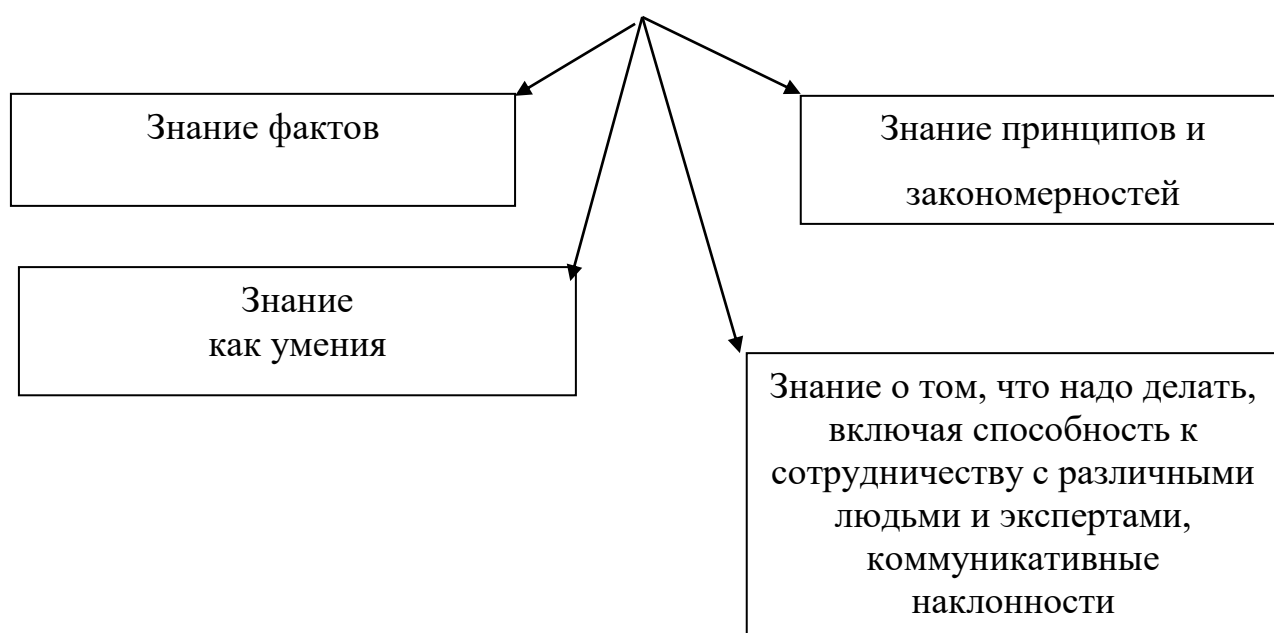 Знание фактов
Знание принципов и
закономерностей
Знание
как умения
Знание о том, что надо делать,
включая способность к
сотрудничеству с различными
людьми и экспертами,
коммуникативные
наклонности